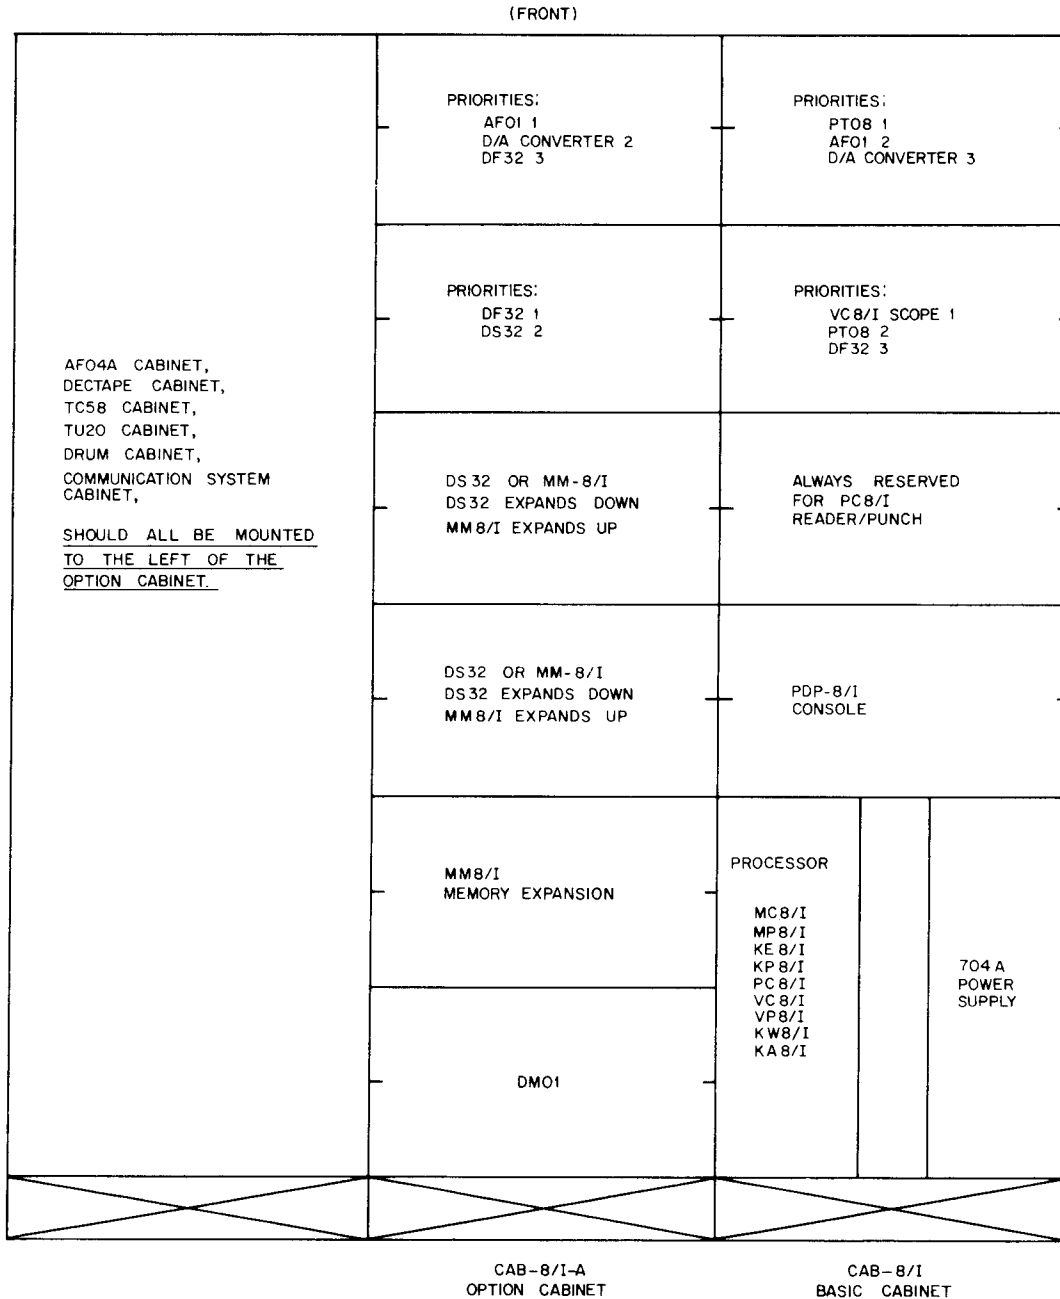 (FRONT)
AF04A CABINET,
DECTAPE CABINET,
TC58 CABINET,
TU20 CABINET,
DRUM CABINET,
COMMUNICATION SYSTEM
CABINET,
SHOULD ALL BE MOUNTED
TO THE LEFT OF THE
OPTION CABINET.
PRIORITIES:
AF01 1
D/A CONVERTER 2
DF32 3
PRIORITIES:
DF32 1
DS32 2
DS32 OR MM-8/I
DS32 EXPANDS DOWN
MM8/I EXPANDS UP
DS32 OR MM-8/I
DS32 EXPANDS DOWN
MM8/I EXPANDS UP
MM8/I
MEMORY EXPANSION
DM01
CAB-8/I-A
OPTION CABINET
PRIORITIES:
PT08 1
AF01 2
D/A CONVERTER 3
PRIORITIES:
VC8/I SCOPE 1
PT08 2
DF32 3
ALWAYS RESERVED
FOR PC8/I
READER/PUNCH
PDP-8/I
CONSOLE
PROCESSOR
MC8/I
MP8/I
KE8/I
KP8/I
PC8/I
VC8/I
VP8/I
KW8/I
KA8/I
704A
POWER
SUPPLY
CAB-8/I
BASIC CABINET